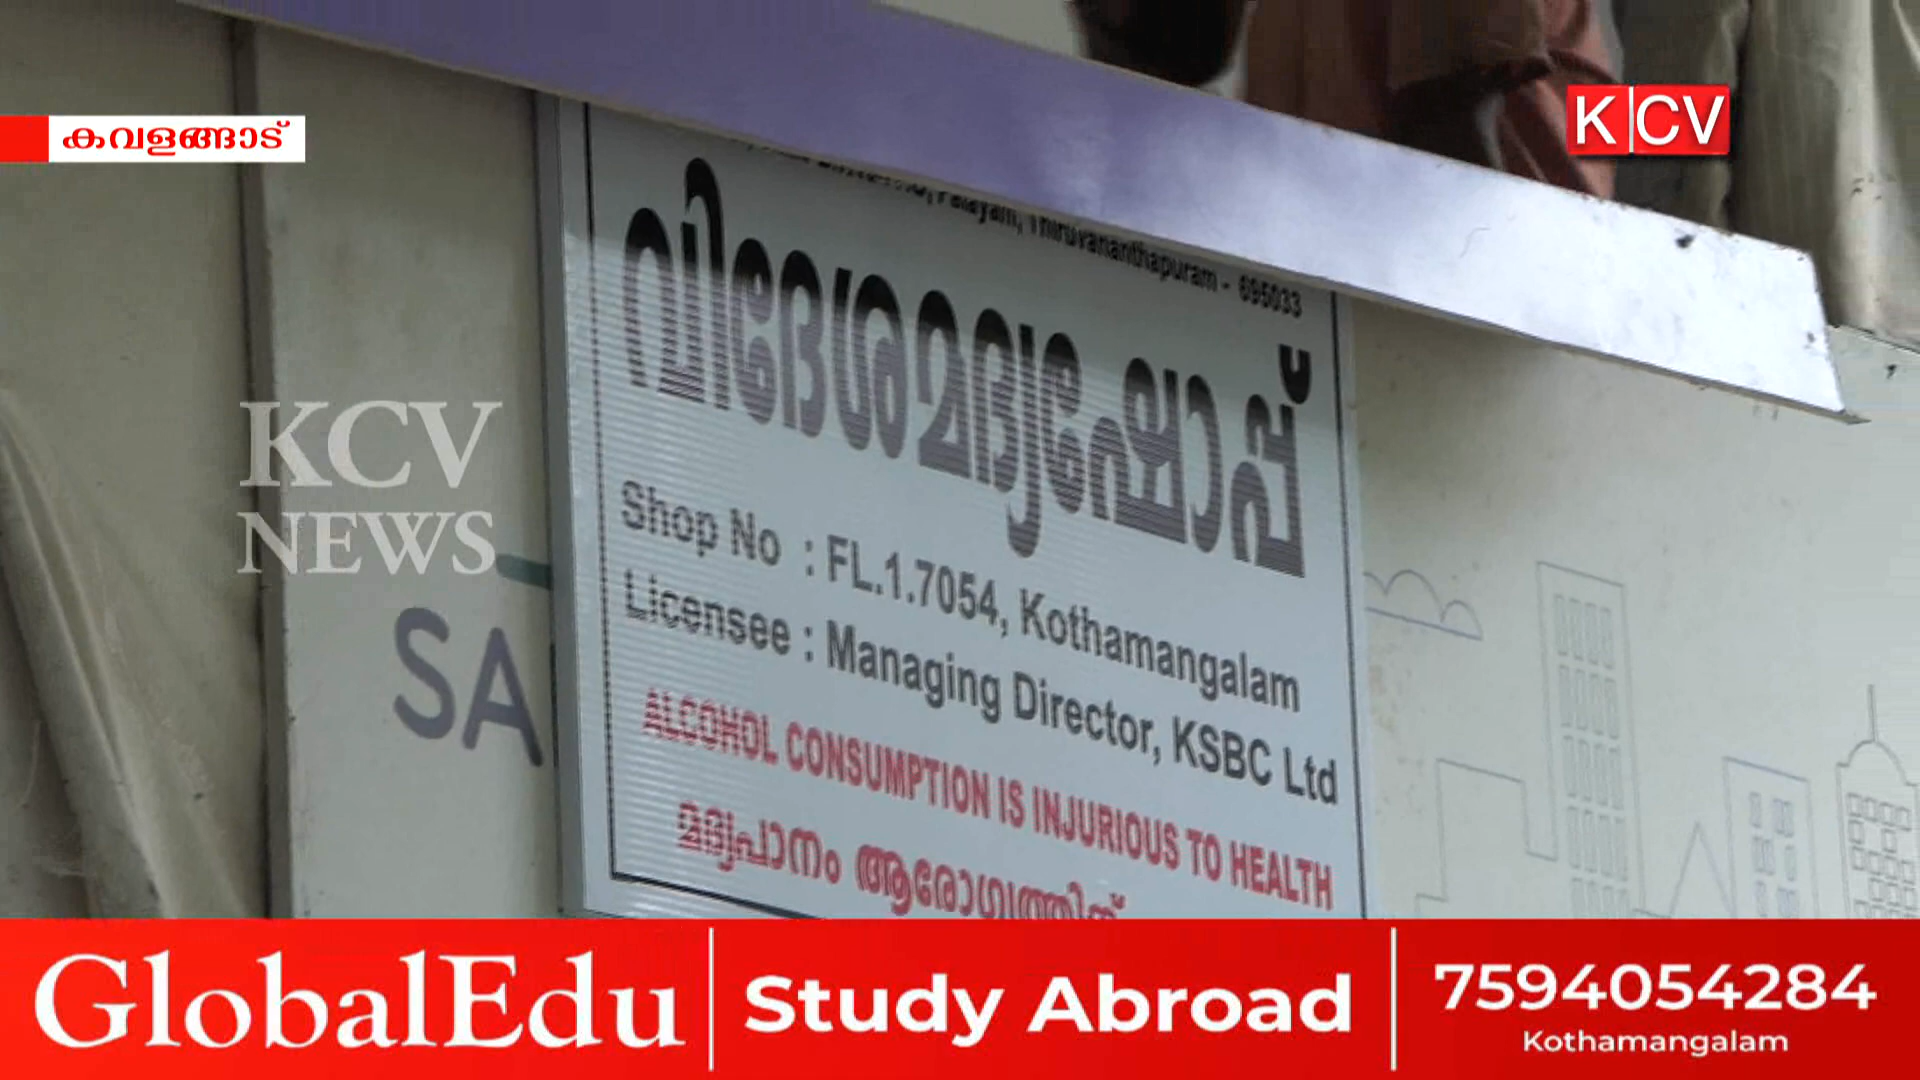 കവളങ്ങാട്
K CV
Palayam, Thiruvananthapuram - 695033
വിദേശമദ്യഷോപ്പ്
Shop No : FL.1.7054, Kothamangalam
Licensee : Managing Director, KSBC Ltd
ALCOHOL CONSUMPTION IS INJURIOUS TO HEALTH
മദ്യപാനം ആരോഗ്യത്തിന്
KCV
NEWS
SA
GlobalEdu
Study Abroad
7594054284
Kothamangalam